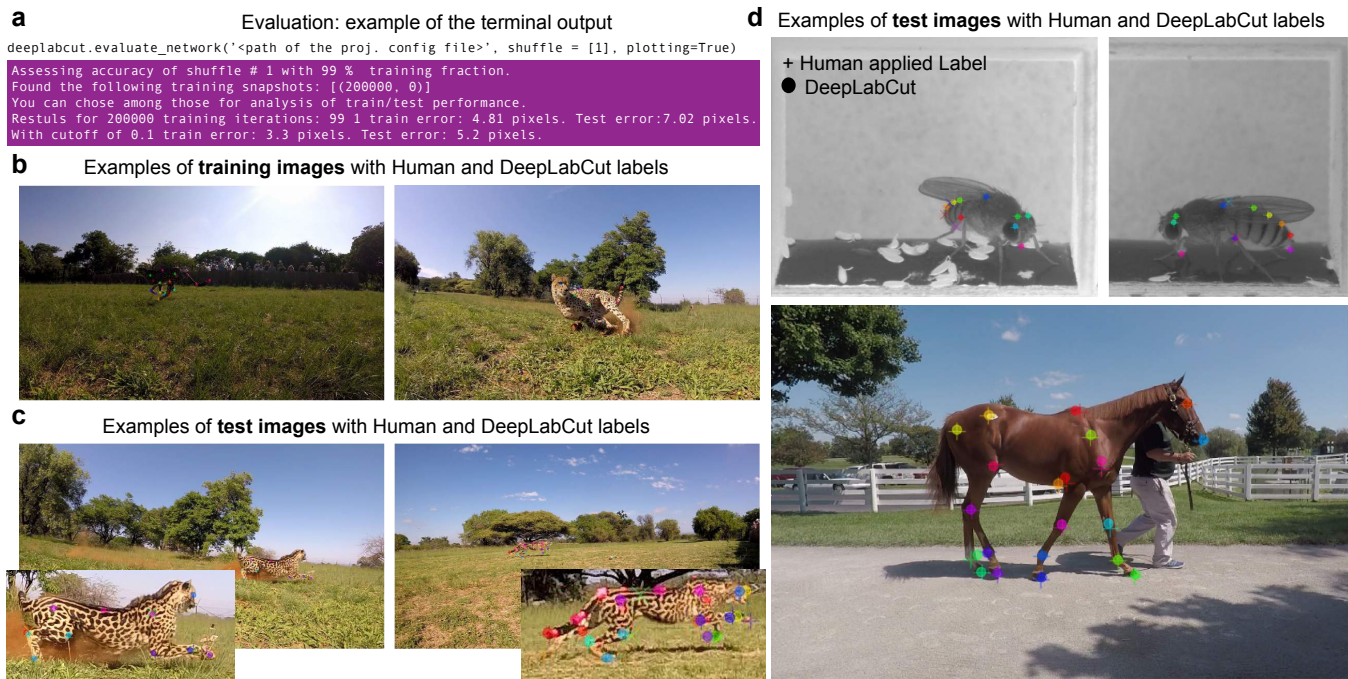 a
Evaluation: example of the terminal output
deeplabcut.evaluate_network('<path of the proj. config file>', shuffle = [1], plotting=True)
Assessing accuracy of shuffle # 1 with 99 %  training fraction.
Found the following training snapshots: [(200000, 0)]
You can chose among those for analysis of train/test performance.
Restuls for 200000 training iterations: 99 1 train error: 4.81 pixels. Test error:7.02 pixels.
With cutoff of 0.1 train error: 3.3 pixels. Test error: 5.2 pixels.
b
Examples of training images with Human and DeepLabCut labels
c
Examples of test images with Human and DeepLabCut labels
d
Examples of test images with Human and DeepLabCut labels
+ Human applied Label
● DeepLabCut